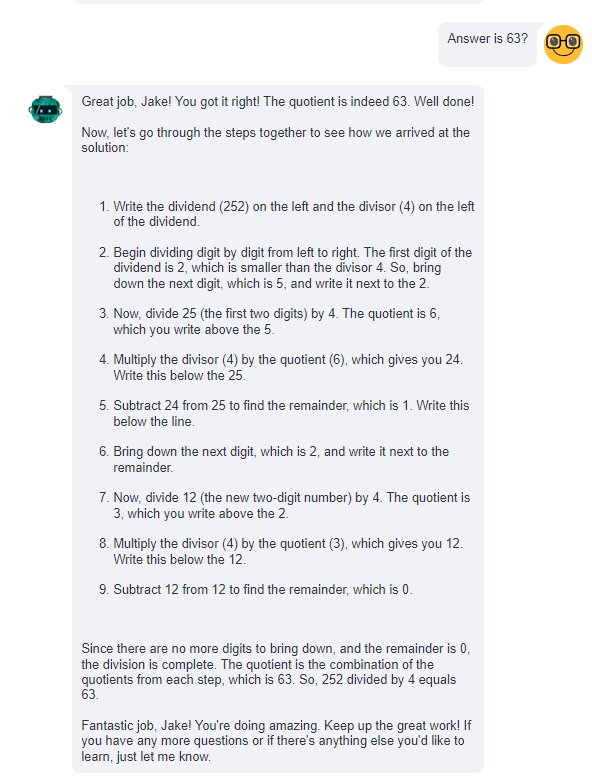 Answer is 63?
Great job, Jake! You got it right! The quotient is indeed 63. Well done!
Now, let's go through the steps together to see how we arrived at the
solution:
1. Write the dividend (252) on the left and the divisor (4) on the left
of the dividend.
2. Begin dividing digit by digit from left to right. The first digit of the
dividend is 2, which is smaller than the divisor 4. So, bring
down the next digit, which is 5, and write it next to the 2.
3. Now, divide 25 (the first two digits) by 4. The quotient is 6,
which you write above the 5.
4. Multiply the divisor (4) by the quotient (6), which gives you 24.
Write this below the 25.
5. Subtract 24 from 25 to find the remainder, which is 1. Write this
below the line.
6. Bring down the next digit, which is 2, and write it next to the
remainder.
7. Now, divide 12 (the new two-digit number) by 4. The quotient is
3, which you write above the 2.
8. Multiply the divisor (4) by the quotient (3), which gives you 12.
Write this below the 12.
9. Subtract 12 from 12 to find the remainder, which is 0.
Since there are no more digits to bring down, and the remainder is 0,
the division is complete. The quotient is the combination of the
quotients from each step, which is 63. So, 252 divided by 4 equals
63.
Fantastic job, Jake! You're doing amazing. Keep up the great work! If
you have any more questions or if there's anything else you'd like to
learn, just let me know.